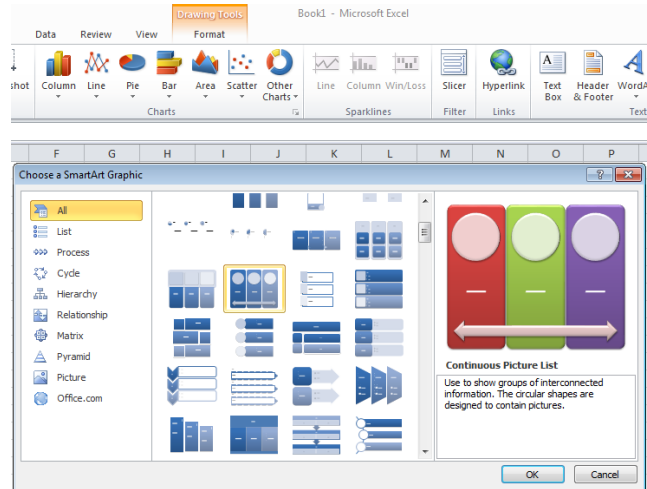 Drawing Tools Book1 - Microsoft Excel
Data Review View Format
shot Column Line Pie Bar Area Scatter Other Charts Line Column Win/Loss Slicer Hyperlink Text Box Header & Footer WordA
Charts Sparklines Filter Links Text
F G H I J K L M N O P
Choose a SmartArt Graphic
All
List
Process
Cycle
Hierarchy
Relationship
Matrix
Pyramid
Picture
Office.com
Continuous Picture List
Use to show groups of interconnected
information. The circular shapes are
designed to contain pictures.
OK Cancel